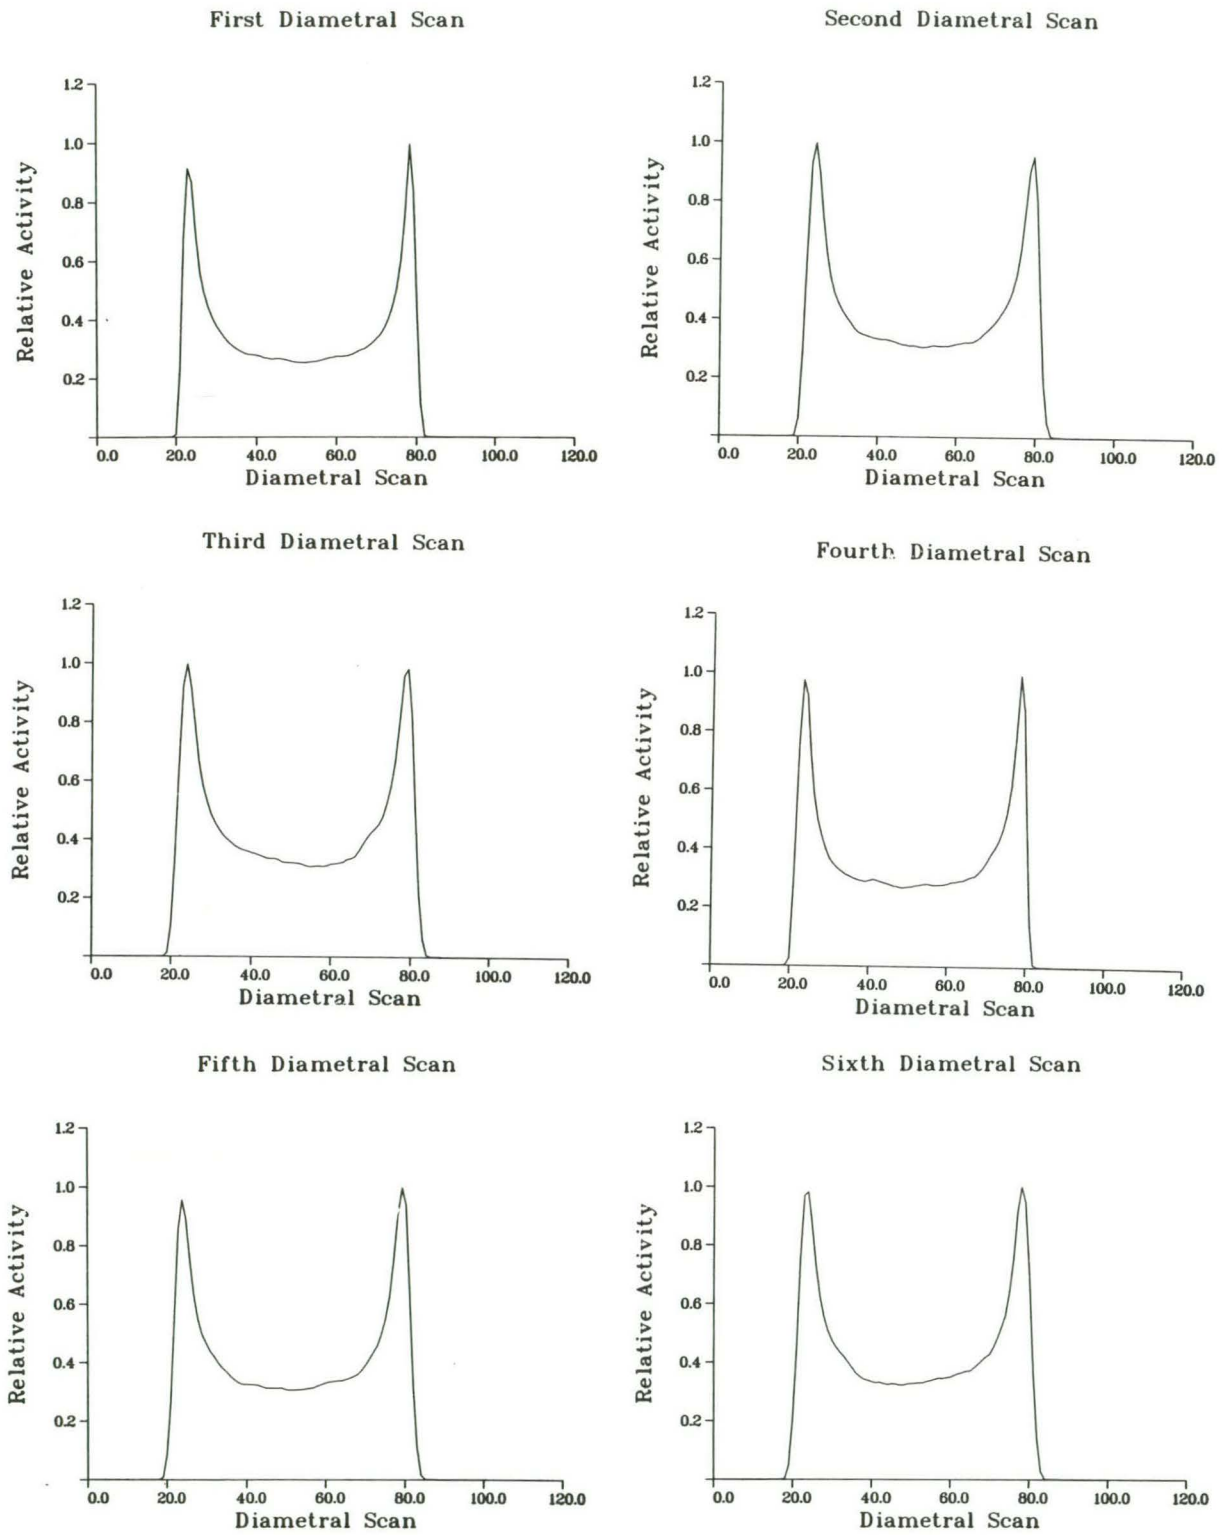 First Diametral Scan
Relative Activity
1.2
1.0
0.8
0.6
0.4
0.2
0.0 20.0 40.0 60.0 80.0 100.0 120.0
Diametral Scan
Second Diametral Scan
Relative Activity
1.2
1.0
0.8
0.6
0.4
0.2
0.0 20.0 40.0 60.0 80.0 100.0 120.0
Diametral Scan
Third Diametral Scan
Relative Activity
1.2
1.0
0.8
0.6
0.4
0.2
0.0 20.0 40.0 60.0 80.0 100.0 120.0
Diametral Scan
Fourth Diametral Scan
Relative Activity
1.2
1.0
0.8
0.6
0.4
0.2
0.0 20.0 40.0 60.0 80.0 100.0 120.0
Diametral Scan
Fifth Diametral Scan
Relative Activity
1.2
1.0
0.8
0.6
0.4
0.2
0.0 20.0 40.0 60.0 80.0 100.0 120.0
Diametral Scan
Sixth Diametral Scan
Relative Activity
1.2
1.0
0.8
0.6
0.4
0.2
0.0 20.0 40.0 60.0 80.0 100.0 120.0
Diametral Scan